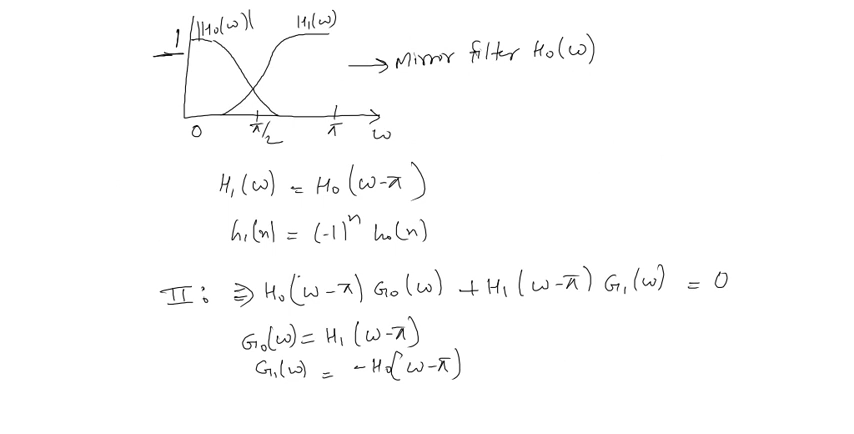 |H₀(ω)| H₁(ω)
1
→ Mirror filter H₀(ω)
0 π/2 π ω
H₁(ω) = H₀(ω-π)
h₁(n) = (-1)ⁿ h₀(n)
II: ⇒ H₀(ω-π) G₀(ω) + H₁(ω-π) G₁(ω) = 0
G₀(ω) = H₁(ω-π)
G₁(ω) = -H₀(ω-π)